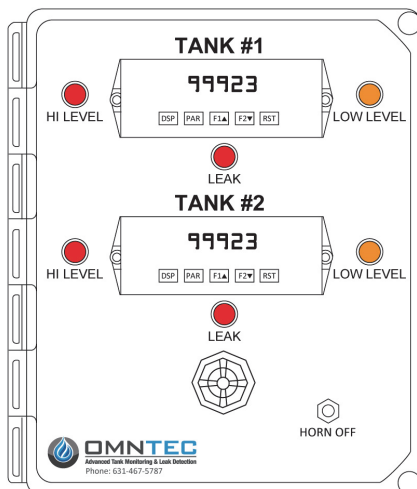 TANK #1
99923
HI LEVEL
LOW LEVEL
DSP PAR F1▲ F2▼ RST
LEAK
TANK #2
99923
HI LEVEL
LOW LEVEL
DSP PAR F1▲ F2▼ RST
LEAK
HORN OFF
OMNTEC
Advanced Tank Monitoring & Leak Detection
Phone: 631-467-5787